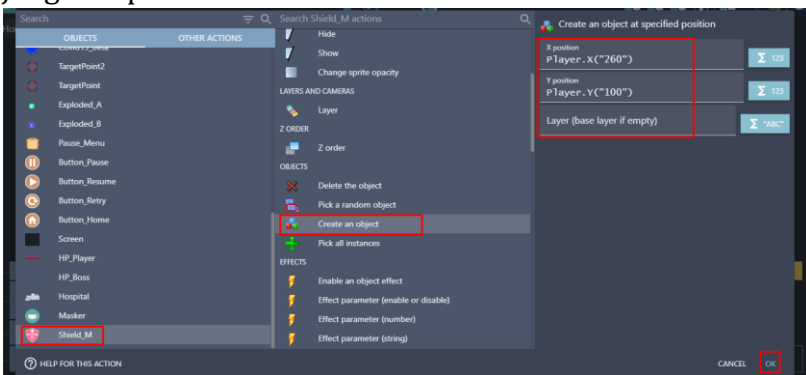 Search
OBJECTS
OTHER ACTIONS
Covid19_Beta
TargetPoint2
TargetPoint
Exploded_A
Exploded_B
Pause_Menu
Button_Pause
Button_Resume
Button_Retry
Button_Home
Screen
HP_Player
HP_Boss
Hospital
Masker
Shield_M
HELP FOR THIS ACTION
Search Shield_M actions
Hide
Show
Change sprite opacity
LAYERS AND CAMERAS
Layer
Z ORDER
Z order
OBJECTS
Delete the object
Pick a random object
Create an object
Pick all instances
EFFECTS
Enable an object effect
Effect parameter (enable or disable)
Effect parameter (number)
Effect parameter (string)
Create an object at specified position
X position
Player.X("260")
Σ 123
Y position
Player.Y("100")
Σ 123
Layer (base layer if empty)
Σ "ABC"
CANCEL
OK